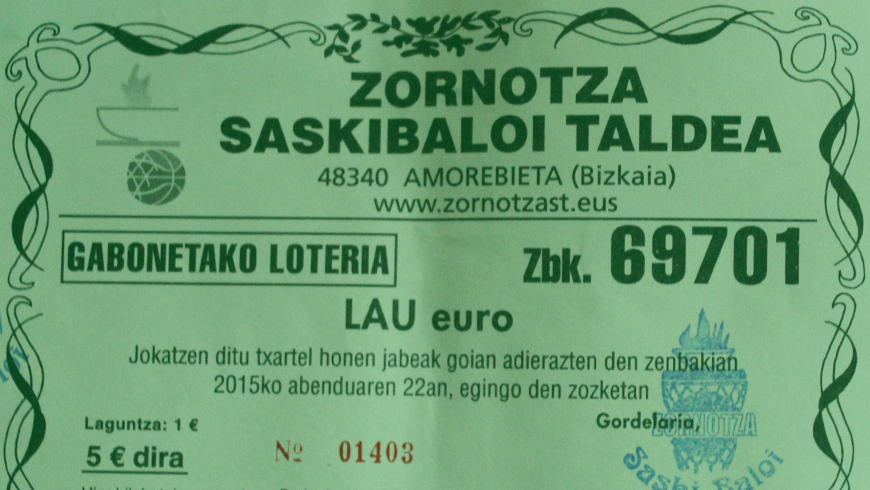 ZORNOTZA
SASKIBALOI TALDEA
48340 AMOREBIETA (Bizkaia)
www.zornotzast.eus
GABONETAKO LOTERIA
Zbk. 69701
LAU euro
Jokatzen ditu txartel honen jabeak goian adierazten den zenbakian
2015ko abenduaren 22an, egingo den zozketan
Laguntza: 1 €
Gordelaria,
5 € dira
Nº 01403
ZORNOTZA
Saski Baloi